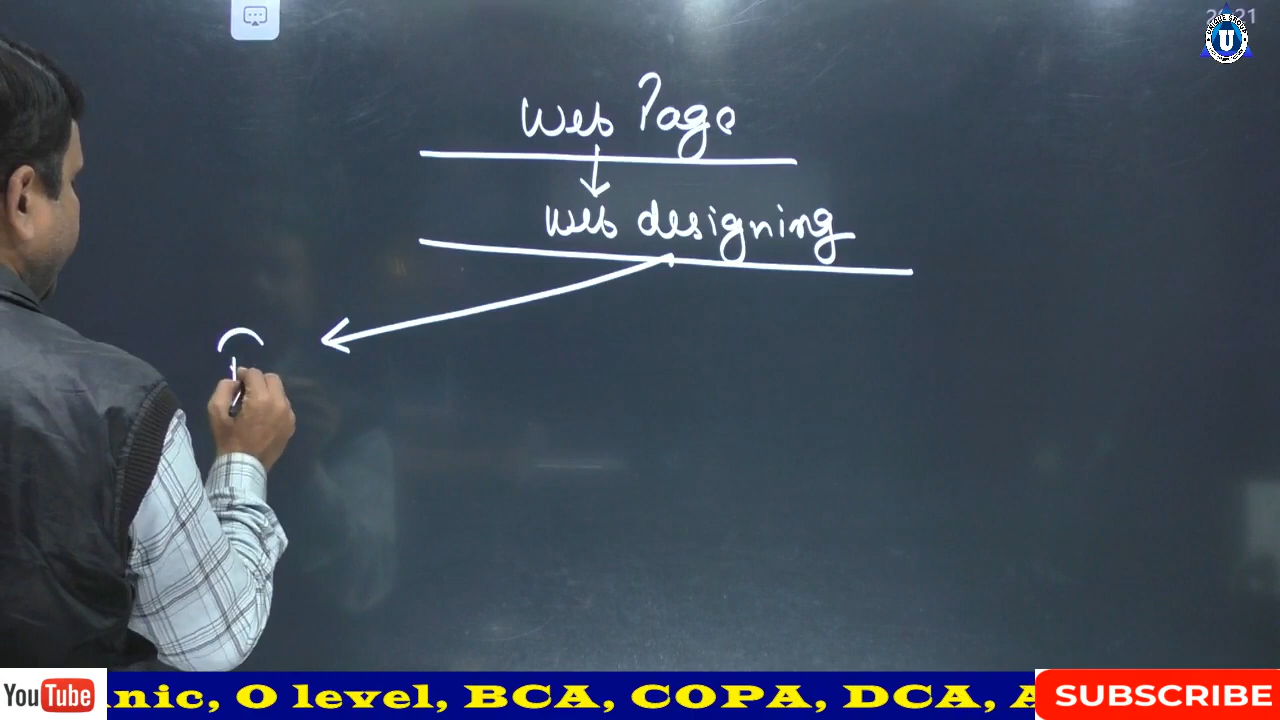 Web Page
Web designing
U
YouTube
nic, O level, BCA, COPA, DCA, A
SUBSCRIBE